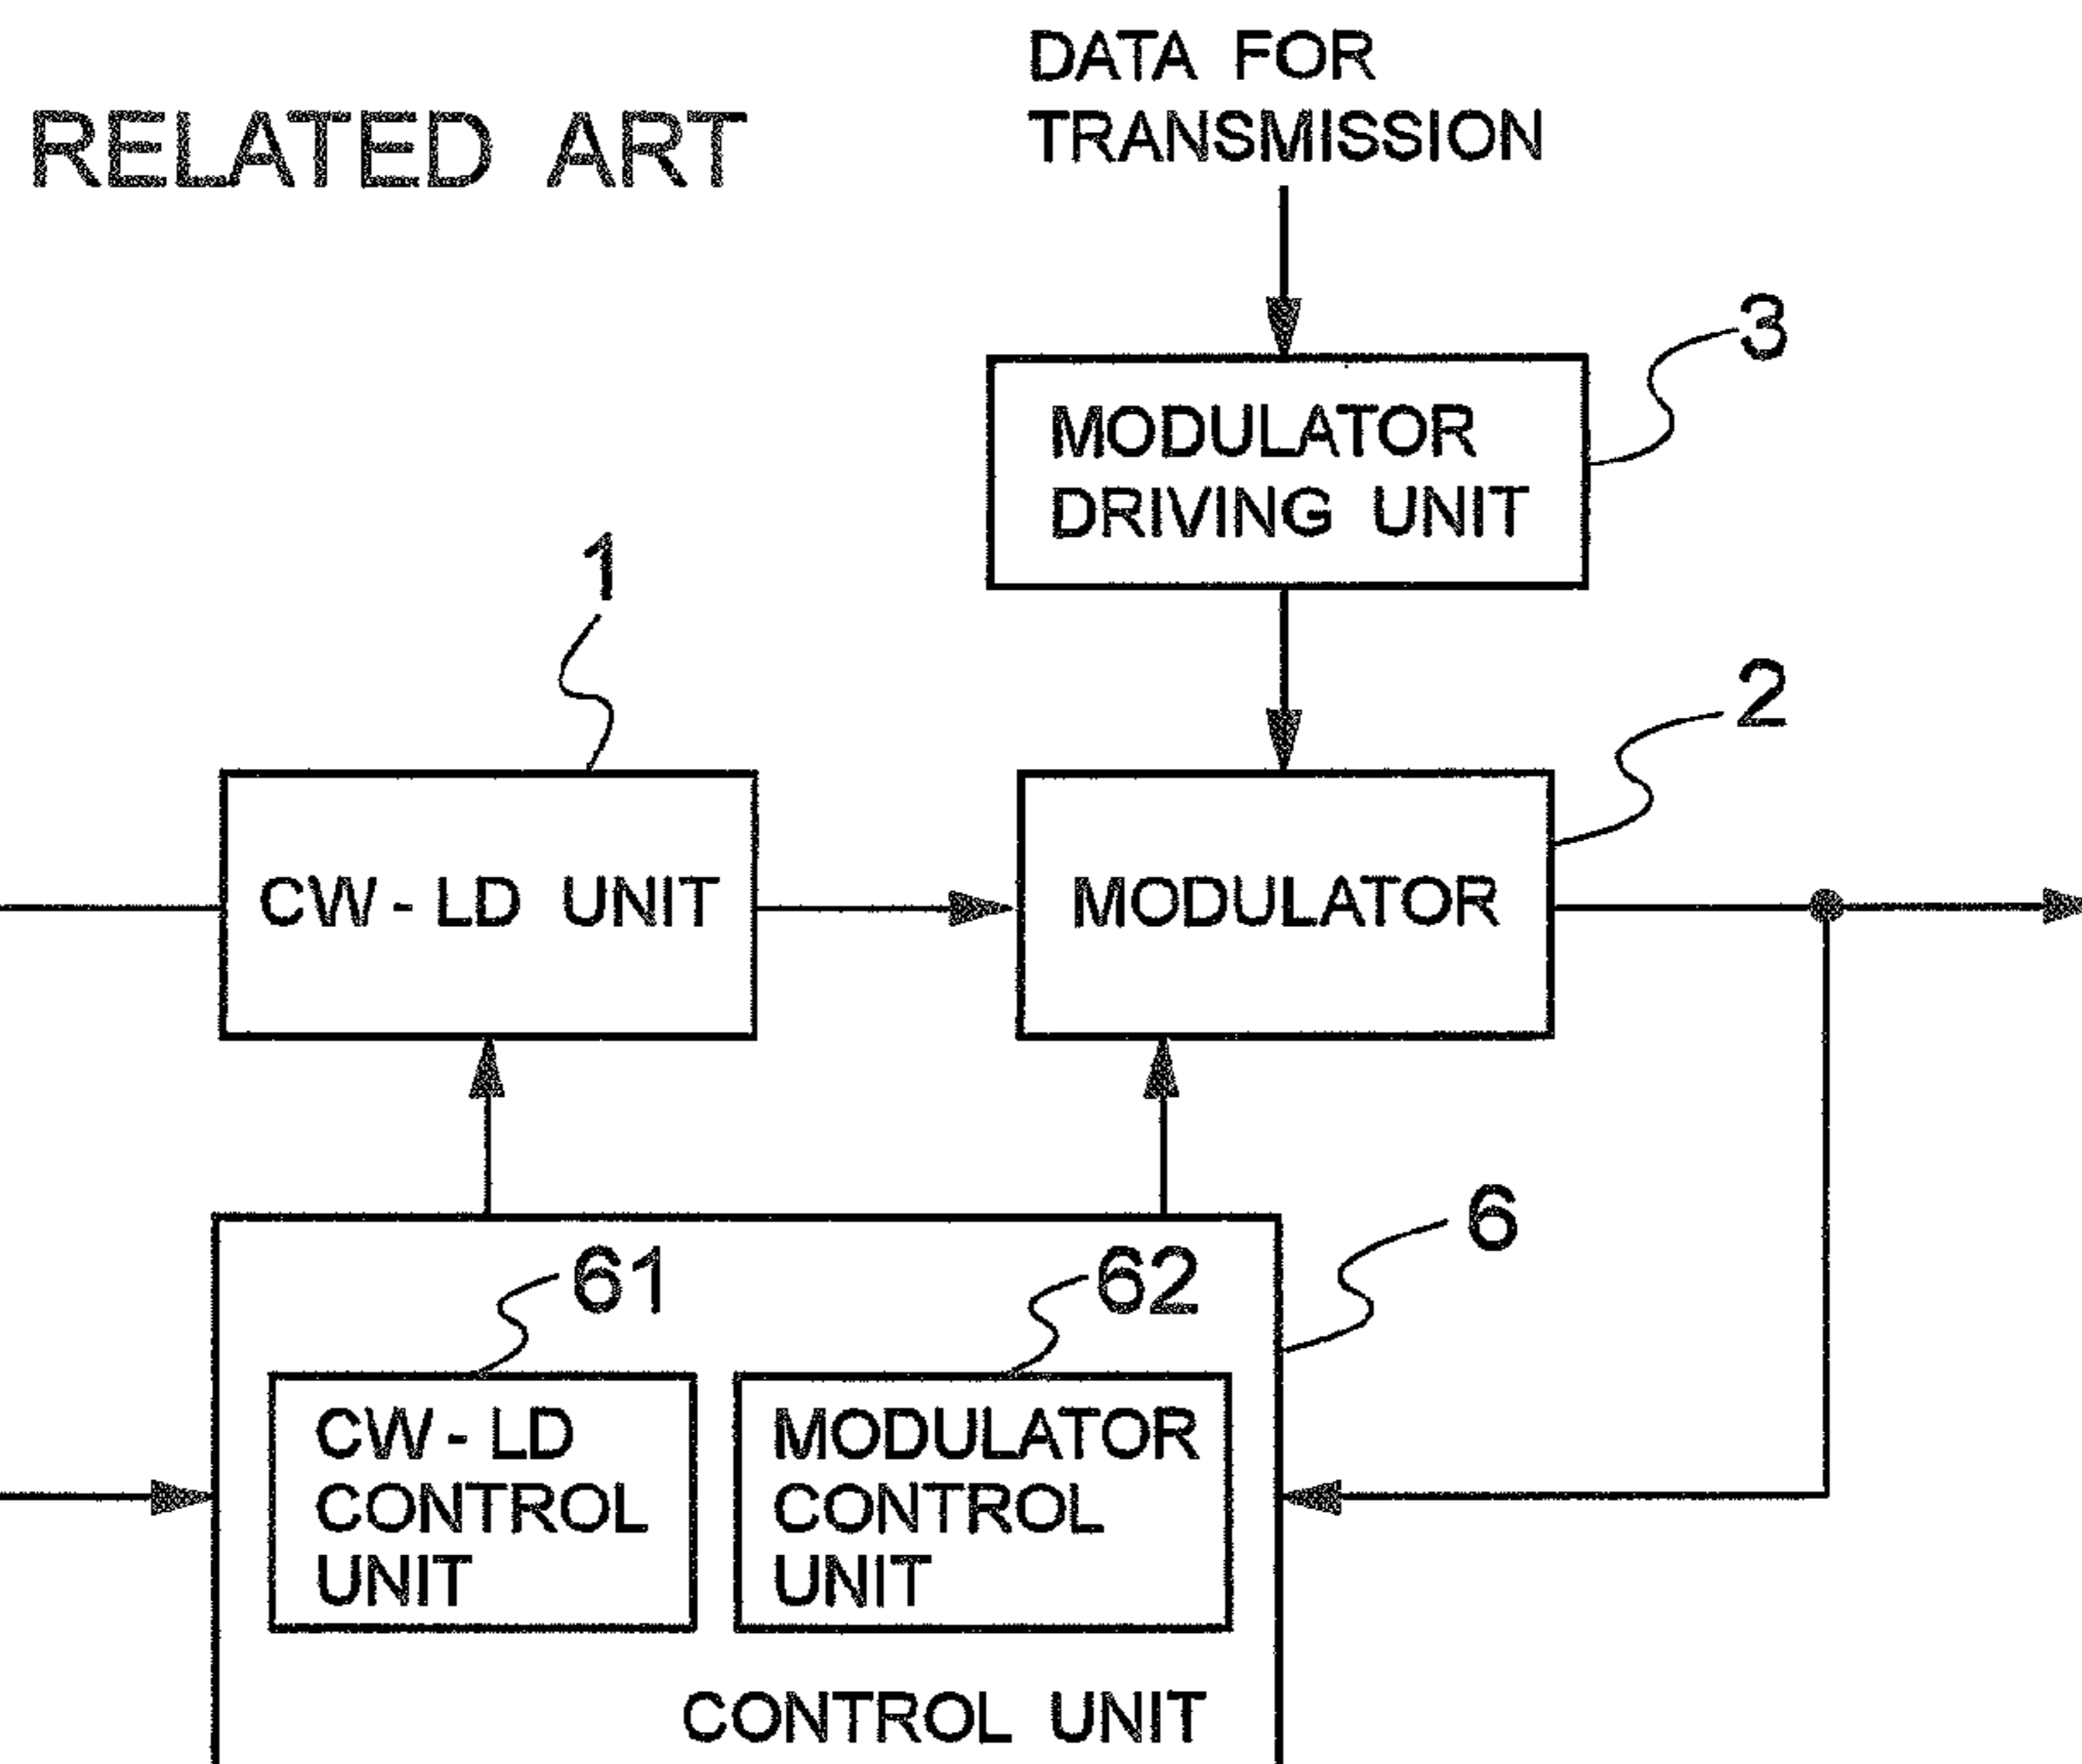 DATA FOR
TRANSMISSION
RELATED ART
3
MODULATOR
DRIVING UNIT
1
2
CW-LD UNIT
MODULATOR
6
61
62
CW-LD
CONTROL
UNIT
MODULATOR
CONTROL
UNIT
CONTROL UNIT